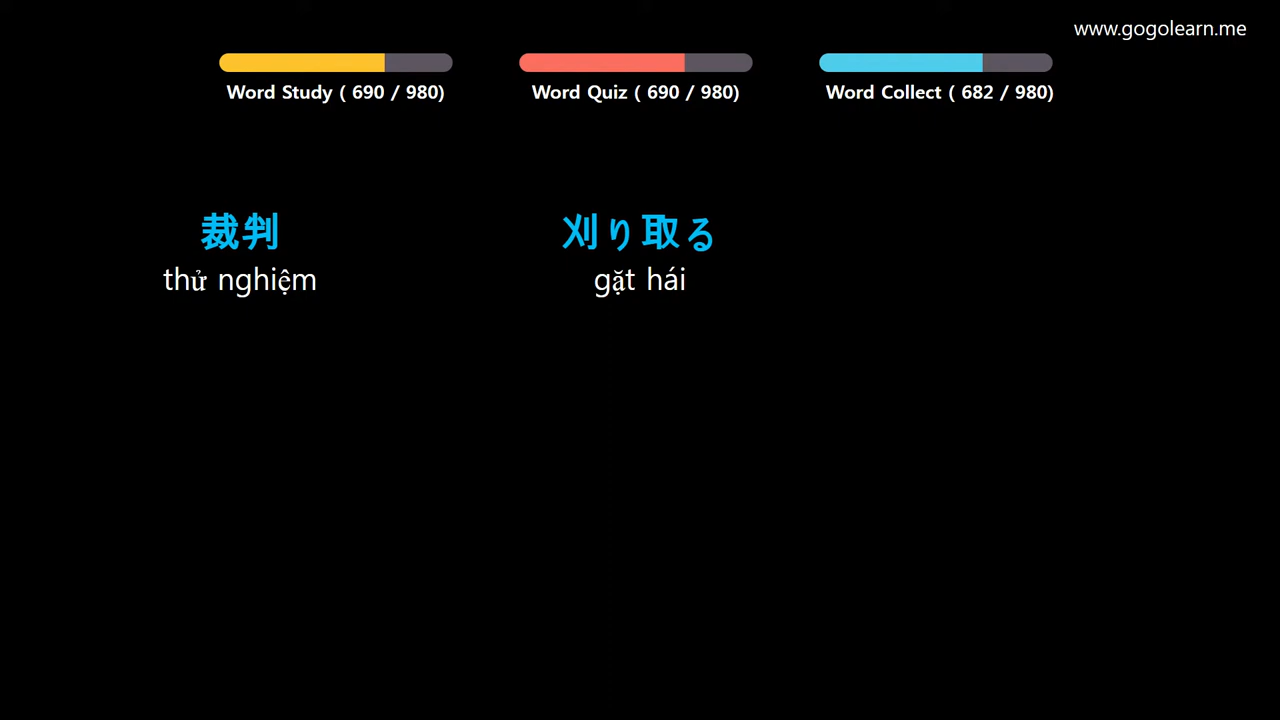 www.gogolearn.me
Word Study ( 690 / 980)
Word Quiz ( 690 / 980)
Word Collect ( 682 / 980)
裁判
thử nghiệm
刈り取る
gặt hái